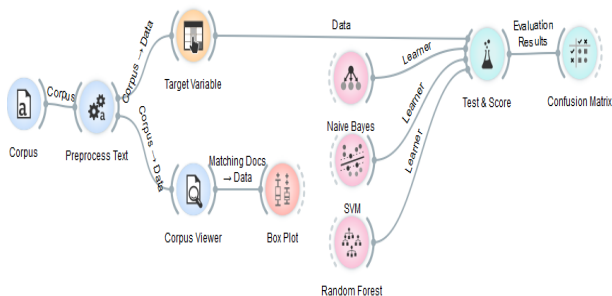 Data
Evaluation
Results
Corpus → Data
Learner
Target Variable
Test & Score
Confusion Matrix
Corpus
Naive Bayes
Learner
Corpus
Preprocess Text
Corpus → Data
Matching Docs
→ Data
Learner
Corpus Viewer
Box Plot
SVM
Random Forest